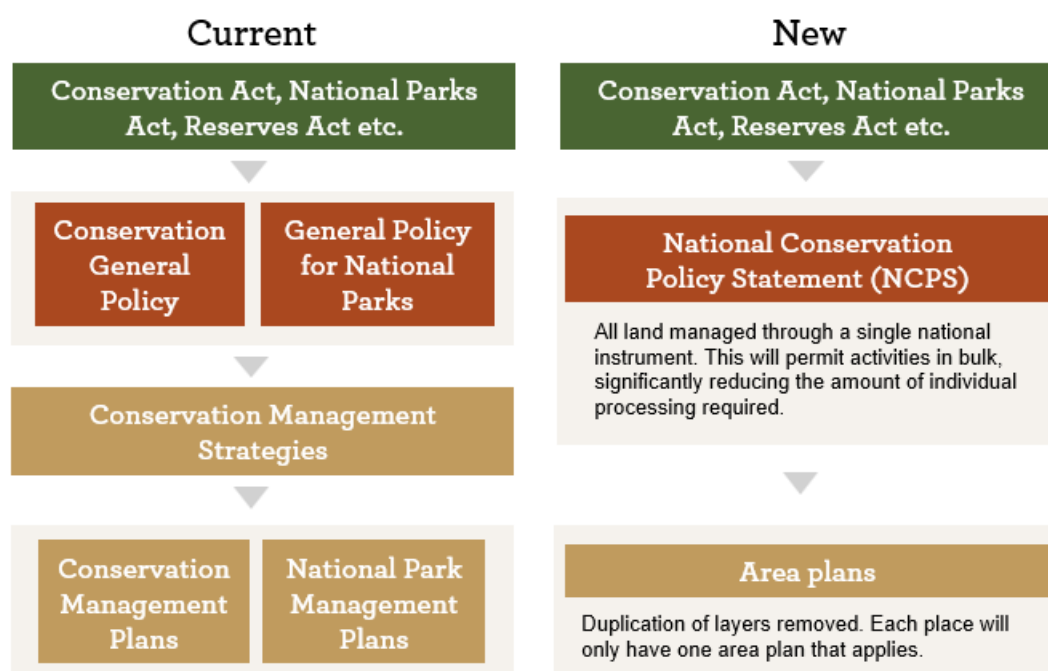 Current
Conservation Act, National Parks
Act, Reserves Act etc.
Conservation
General
Policy
General Policy
for National
Parks
Conservation Management
Strategies
Conservation
Management
Plans
National Park
Management
Plans
New
Conservation Act, National Parks
Act, Reserves Act etc.
National Conservation
Policy Statement (NCPS)
All land managed through a single national
instrument. This will permit activities in bulk,
significantly reducing the amount of individual
processing required.
Area plans
Duplication of layers removed. Each place will
only have one area plan that applies.